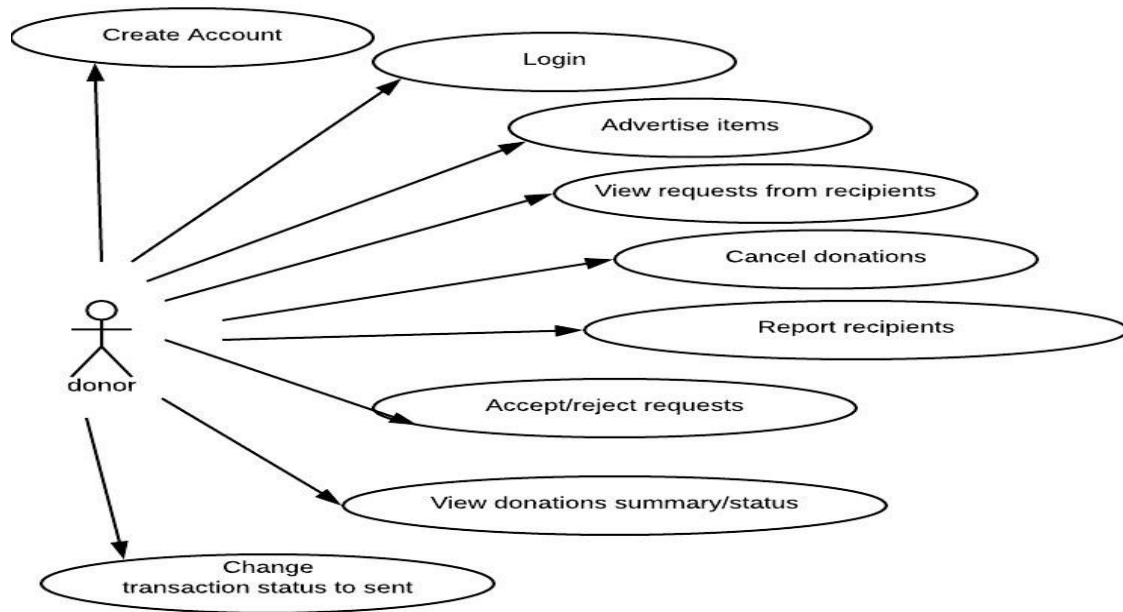 Create Account
Login
Advertise items
View requests from recipients
Cancel donations
Report recipients
donor
Accept/reject requests
View donations summary/status
Change
transaction status to sent